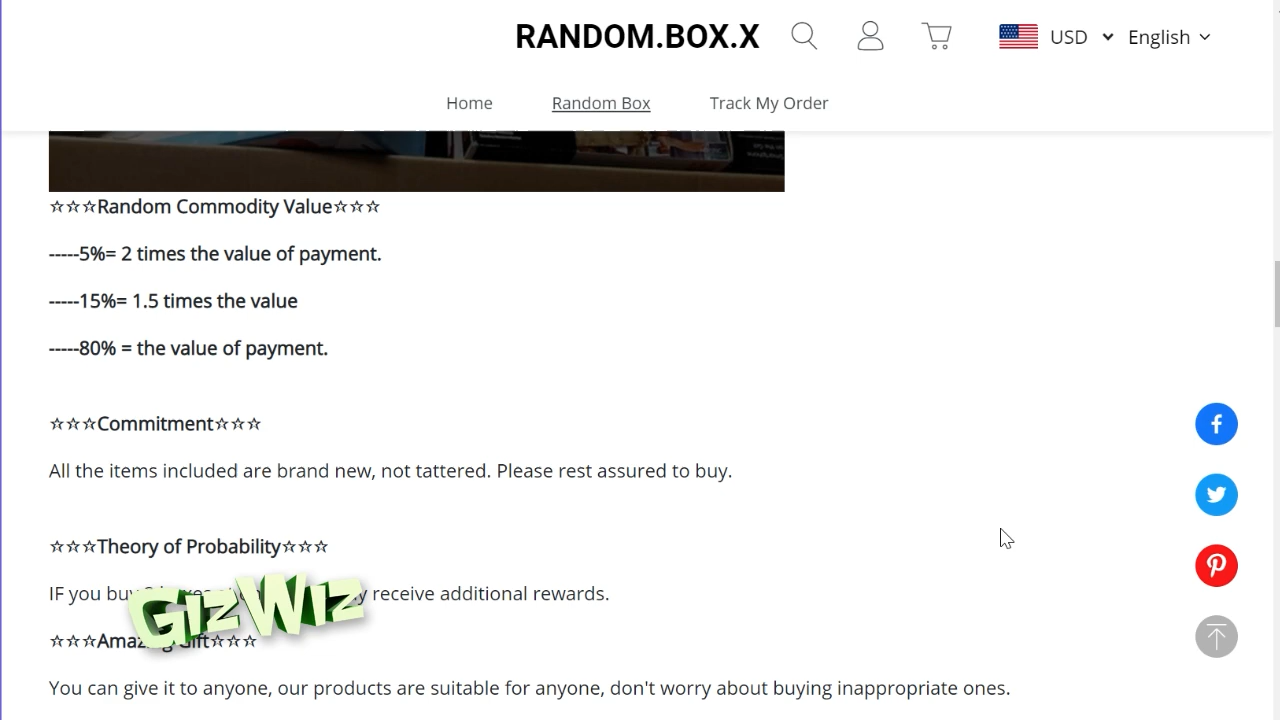 RANDOM.BOX.X
USD
English
Home
Random Box
Track My Order
☆☆☆Random Commodity Value☆☆☆
-----5%= 2 times the value of payment.
-----15%= 1.5 times the value
-----80% = the value of payment.
☆☆☆Commitment☆☆☆
All the items included are brand new, not tattered. Please rest assured to buy.
☆☆☆Theory of Probability☆☆☆
IF you buy receive additional rewards.
GizWiz
☆☆☆Amazing Gift☆☆☆
You can give it to anyone, our products are suitable for anyone, don't worry about buying inappropriate ones.